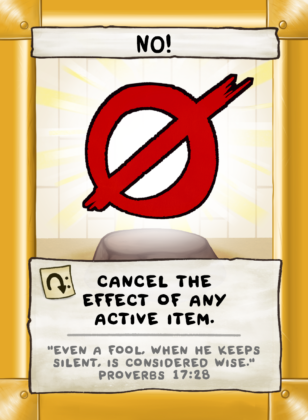 NO!
CANCEL THE
EFFECT OF ANY
ACTIVE ITEM.
"EVEN A FOOL, WHEN HE KEEPS
SILENT, IS CONSIDERED WISE."
PROVERBS 17:28